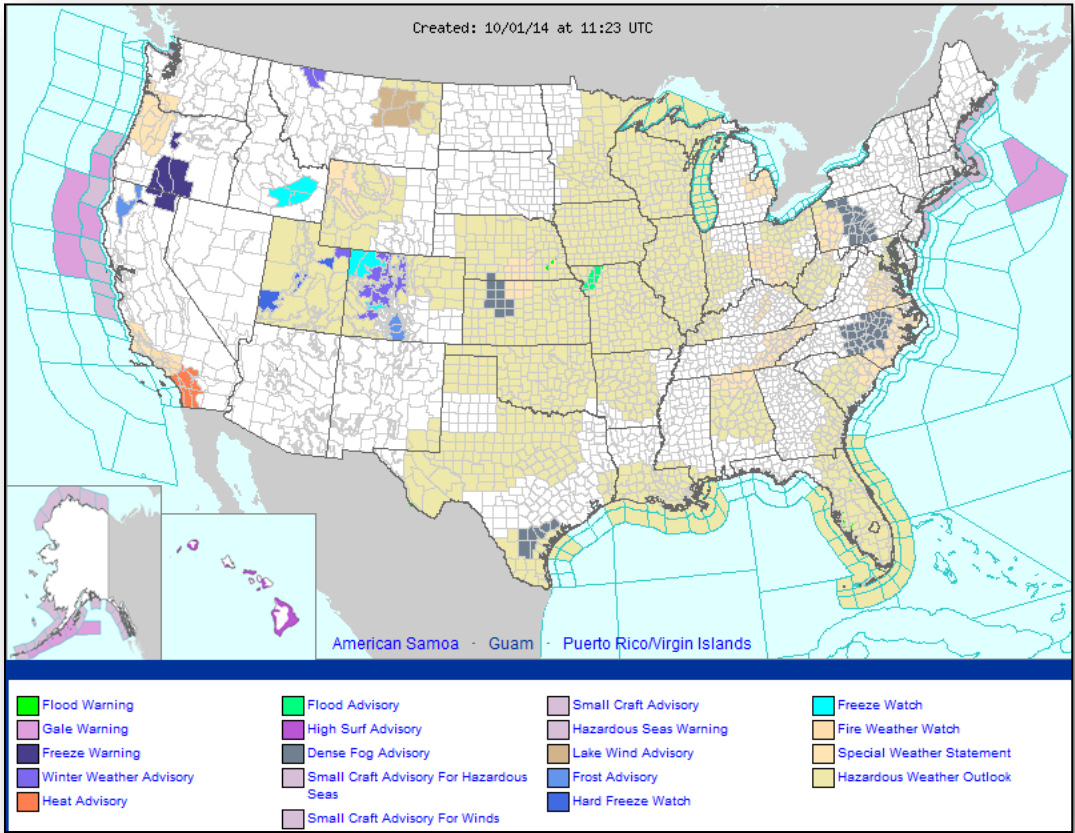 Created: 10/01/14 at 11:23 UTC
American Samoa - Guam - Puerto Rico/Virgin Islands
Flood Warning
Gale Warning
Freeze Warning
Winter Weather Advisory
Heat Advisory
Flood Advisory
High Surf Advisory
Dense Fog Advisory
Small Craft Advisory For Hazardous
Seas
Small Craft Advisory For Winds
Small Craft Advisory
Hazardous Seas Warning
Lake Wind Advisory
Frost Advisory
Hard Freeze Watch
Freeze Watch
Fire Weather Watch
Special Weather Statement
Hazardous Weather Outlook